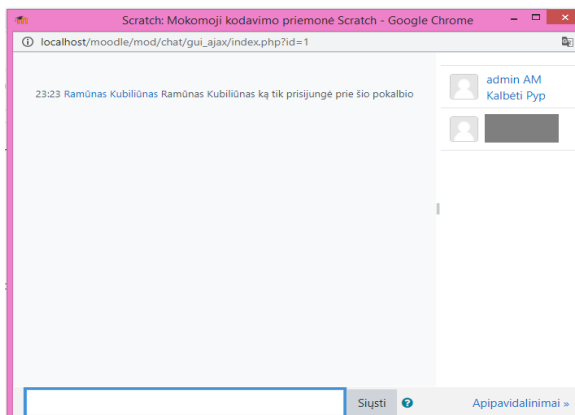 Scratch: Mokomoji kodavimo priemonė Scratch - Google Chrome
localhost/moodle/mod/chat/gui_ajax/index.php?id=1
23:23 Ramūnas Kubiliūnas Ramūnas Kubiliūnas ką tik prisijungė prie šio pokalbio
admin AM
Kalbėti Pyp
Siųsti
Apipavidalinimai »